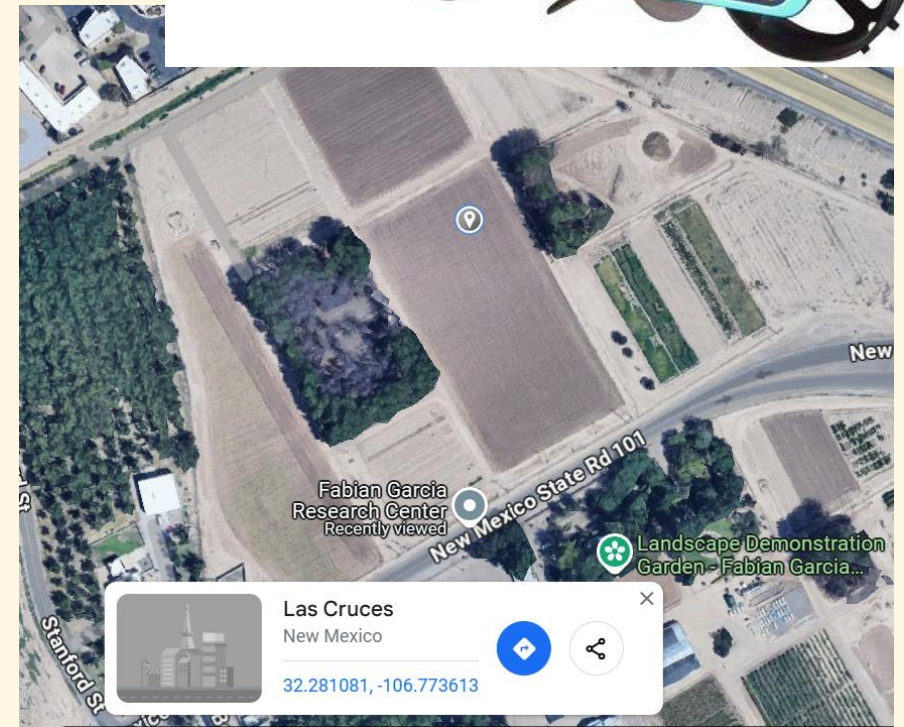 New
New Mexico State Rd 101
Fabian Garcia
Research Center
Recently viewed
Landscape Demonstration
Garden - Fabian Garcia...
Las Cruces
New Mexico
32.281081, -106.773613
Stanford St